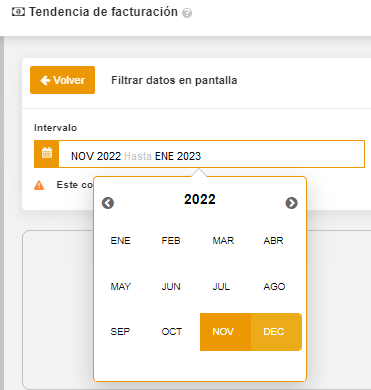 Tendencia de facturación
Volver
Filtrar datos en pantalla
Intervalo
NOV 2022 Hasta ENE 2023
Este co
2022
ENE FEB MAR ABR
MAY JUN JUL AGO
SEP OCT NOV DEC